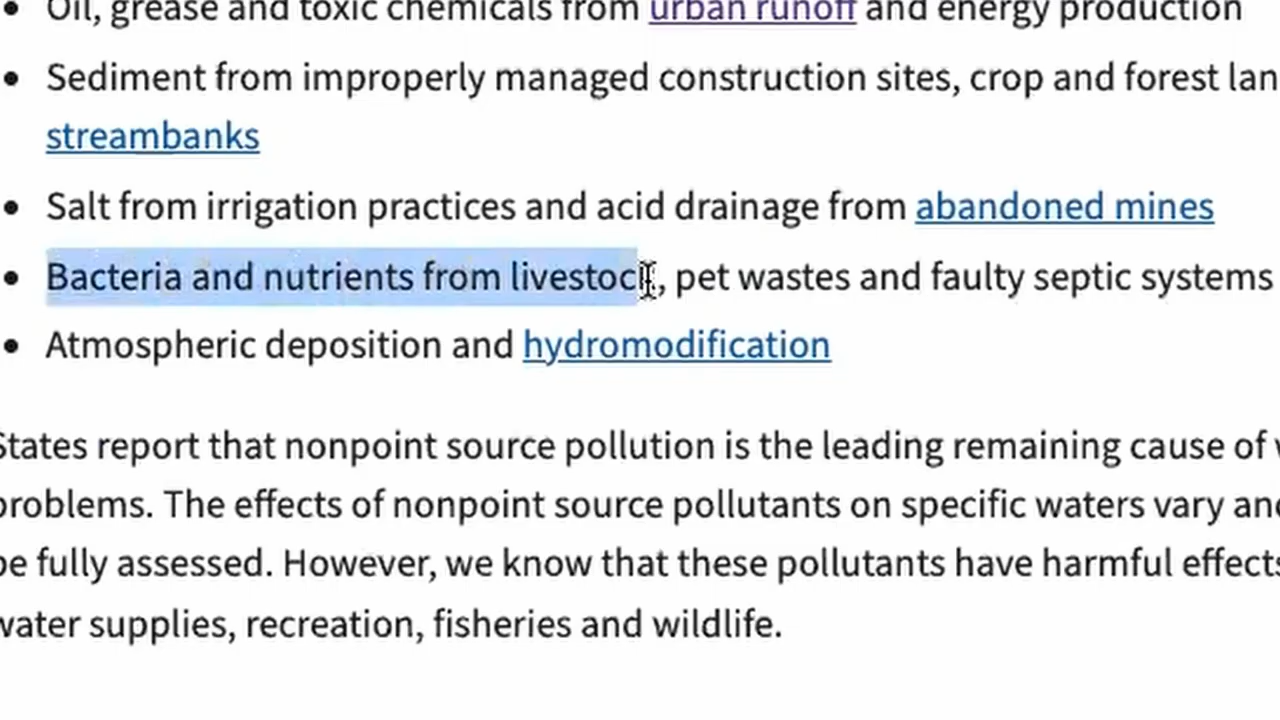 Oil, grease and toxic chemicals from urban runoff and energy production
Sediment from improperly managed construction sites, crop and forest
streambanks
Salt from irrigation practices and acid drainage from abandoned mines
Bacteria and nutrients from livestock, pet wastes and faulty septic systems
Atmospheric deposition and hydromodification
States report that nonpoint source pollution is the leading remaining cause of
problems. The effects of nonpoint source pollutants on specific waters vary
be fully assessed. However, we know that these pollutants have harmful effects
water supplies, recreation, fisheries and wildlife.